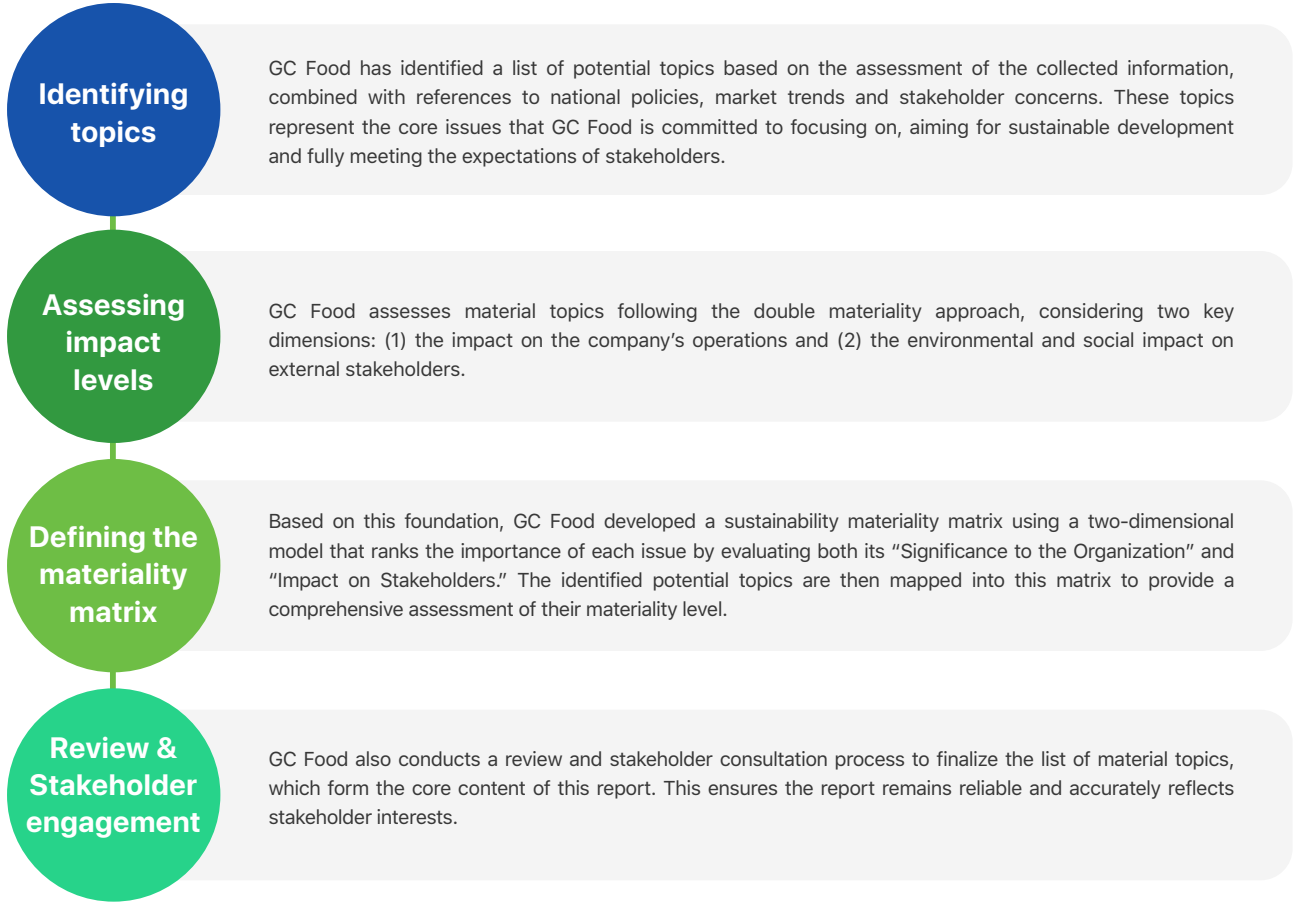 Identifying
topics
GC Food has identified a list of potential topics based on the assessment of the collected information,
combined with references to national policies, market trends and stakeholder concerns. These topics
represent the core issues that GC Food is committed to focusing on, aiming for sustainable development
and fully meeting the expectations of stakeholders.
Assessing
impact
levels
GC Food assesses material topics following the double materiality approach, considering two key
dimensions: (1) the impact on the company’s operations and (2) the environmental and social impact on
external stakeholders.
Defining the
materiality
matrix
Based on this foundation, GC Food developed a sustainability materiality matrix using a two-dimensional
model that ranks the importance of each issue by evaluating both its “Significance to the Organization” and
“Impact on Stakeholders.” The identified potential topics are then mapped into this matrix to provide a
comprehensive assessment of their materiality level.
Review &
Stakeholder
engagement
GC Food also conducts a review and stakeholder consultation process to finalize the list of material topics,
which form the core content of this report. This ensures the report remains reliable and accurately reflects
stakeholder interests.